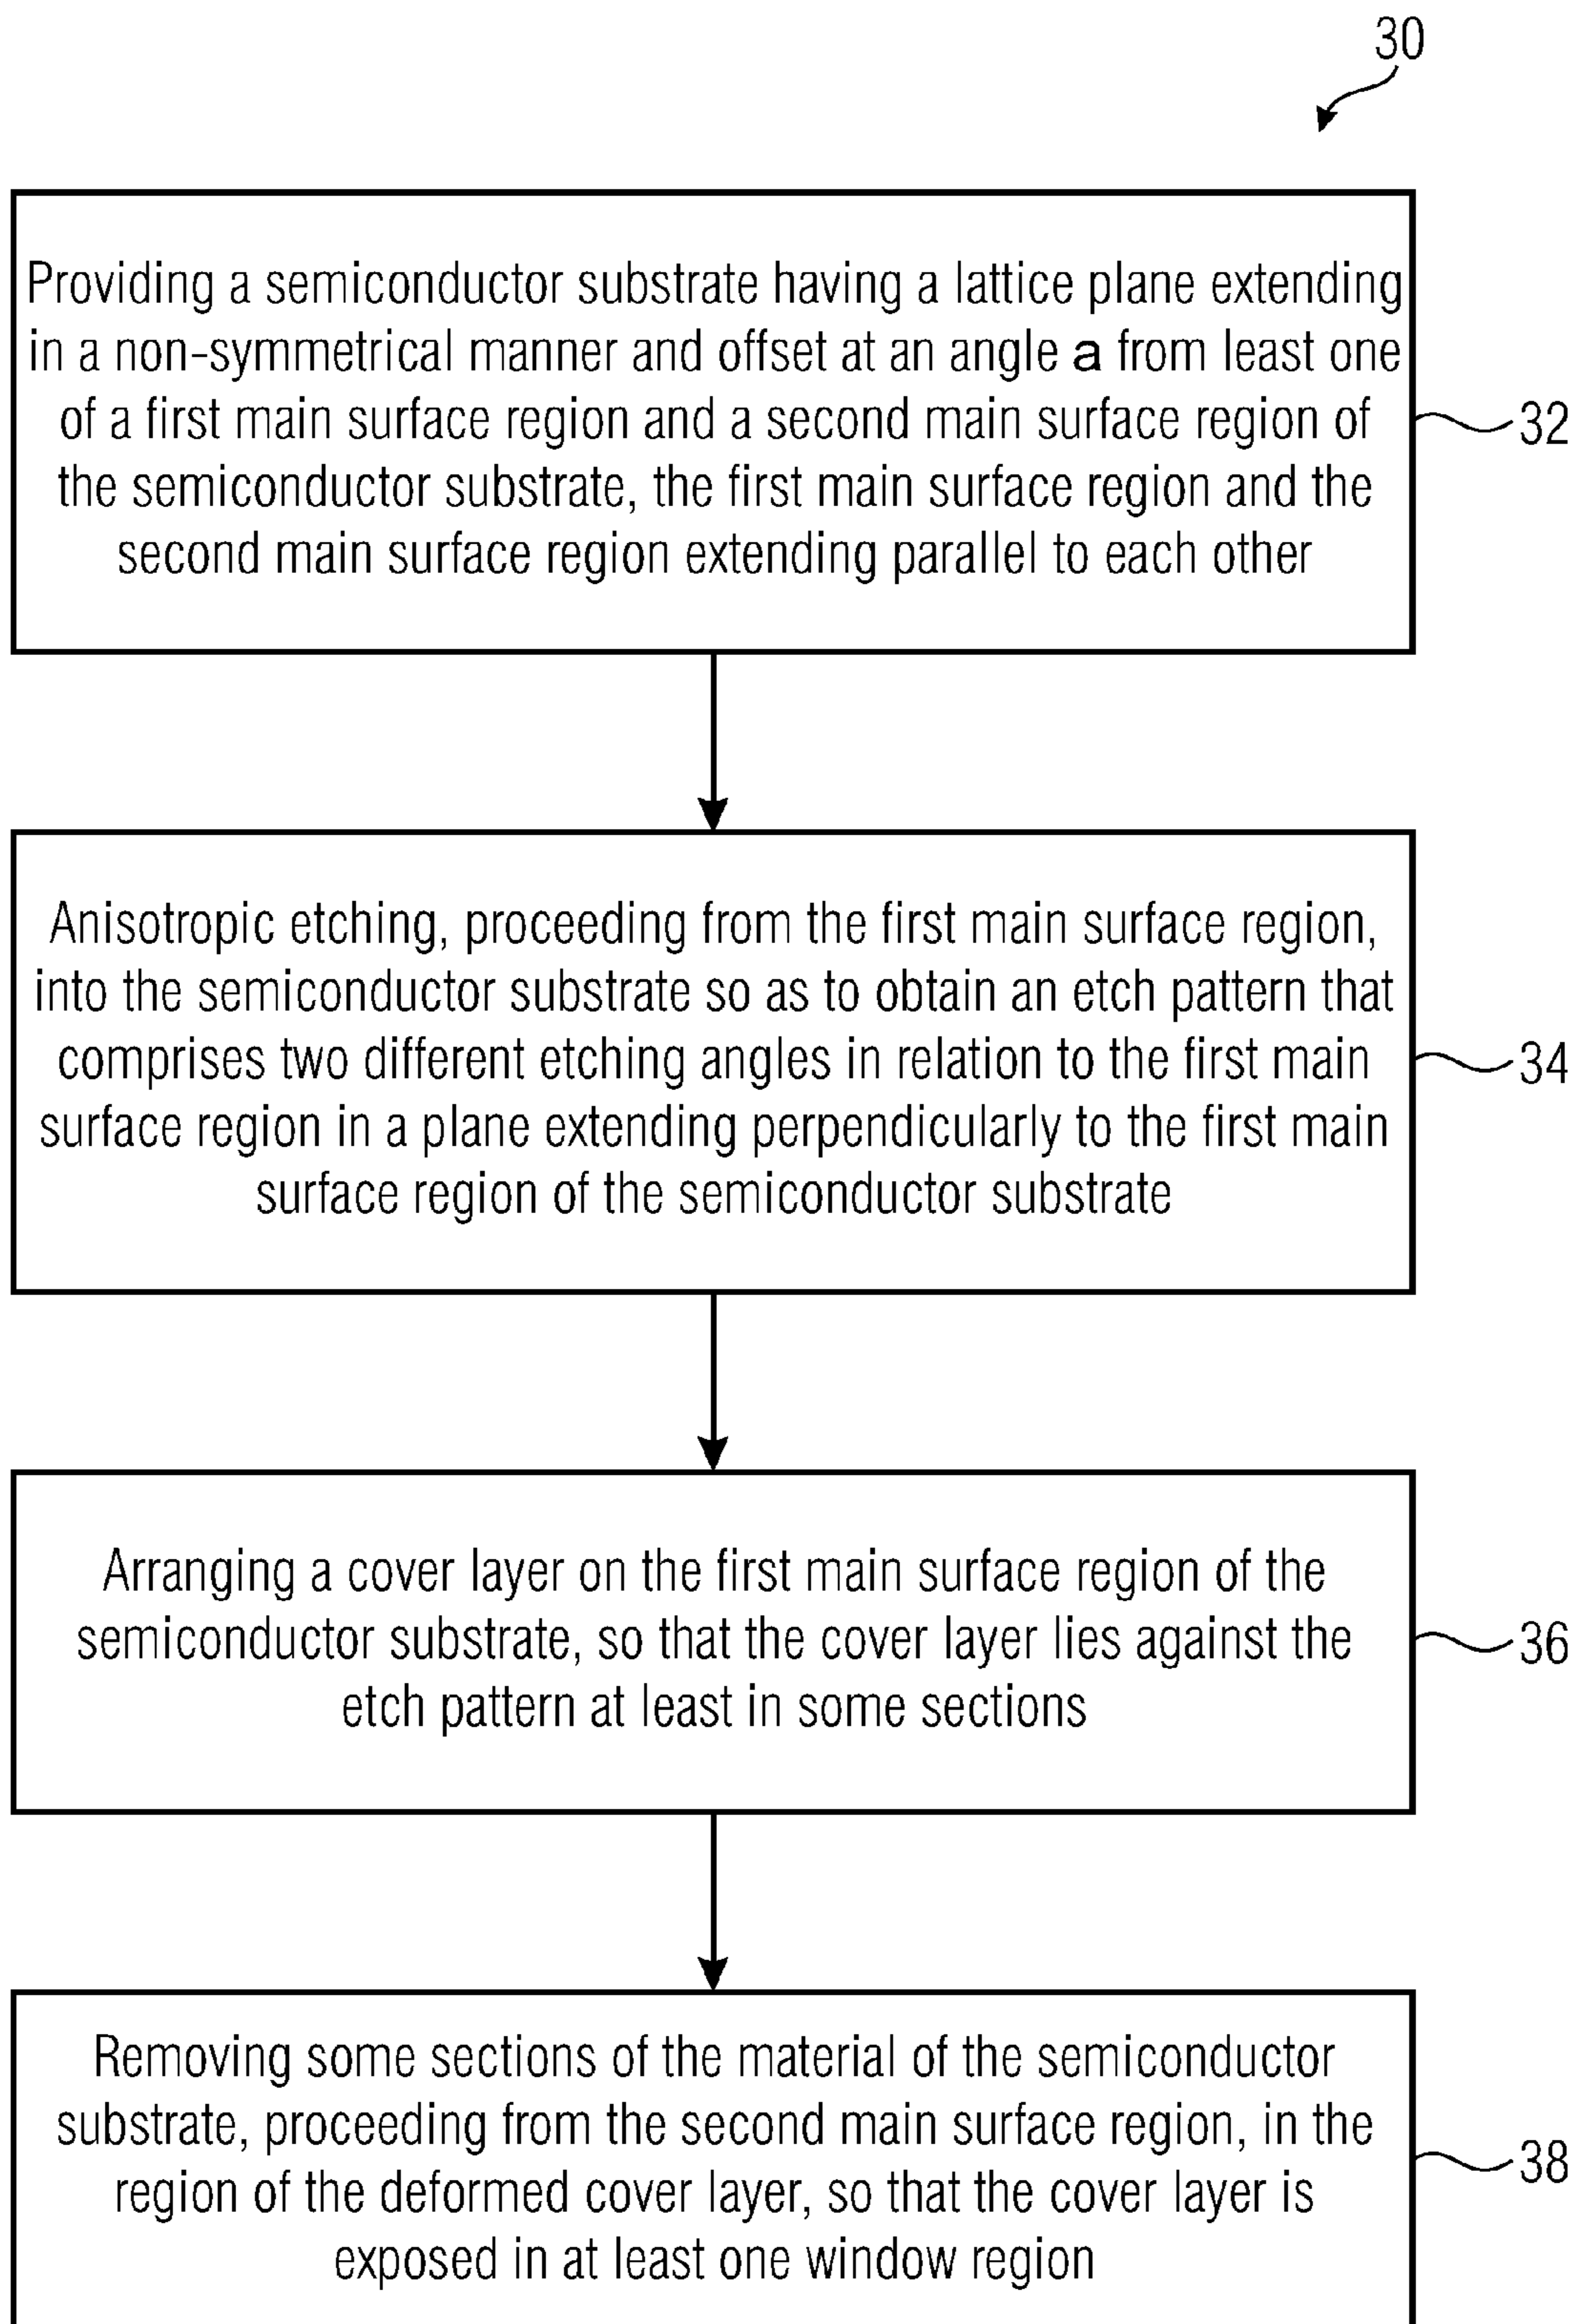 30
Providing a semiconductor substrate having a lattice plane extending
in a non-symmetrical manner and offset at an angle a from least one
of a first main surface region and a second main surface region of
the semiconductor substrate, the first main surface region and the
second main surface region extending parallel to each other
32
Anisotropic etching, proceeding from the first main surface region,
into the semiconductor substrate so as to obtain an etch pattern that
comprises two different etching angles in relation to the first main
surface region in a plane extending perpendicularly to the first main
surface region of the semiconductor substrate
34
Arranging a cover layer on the first main surface region of the
semiconductor substrate, so that the cover layer lies against the
etch pattern at least in some sections
36
Removing some sections of the material of the semiconductor
substrate, proceeding from the second main surface region, in the
region of the deformed cover layer, so that the cover layer is
exposed in at least one window region
38